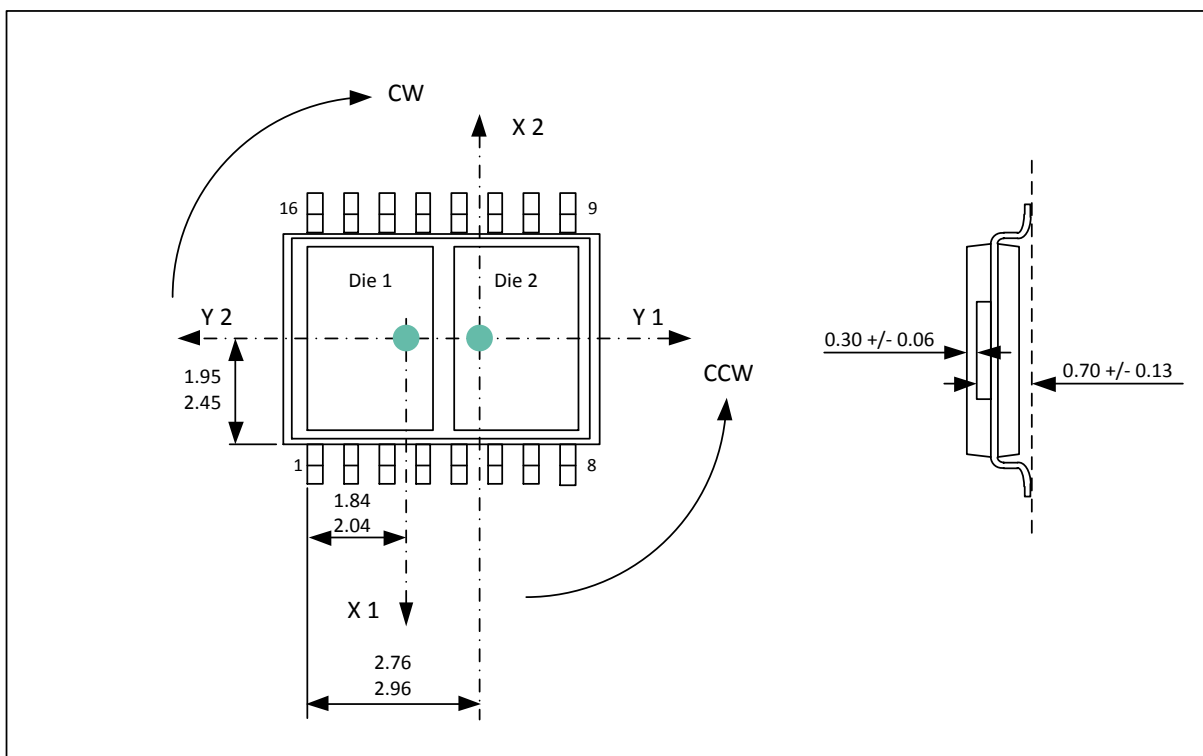 CW
X 2
16
9
Die 1
Die 2
Y 2
Y 1
1.95
2.45
CCW
1
8
1.84
2.04
X 1
2.76
2.96
0.30 +/- 0.06
0.70 +/- 0.13